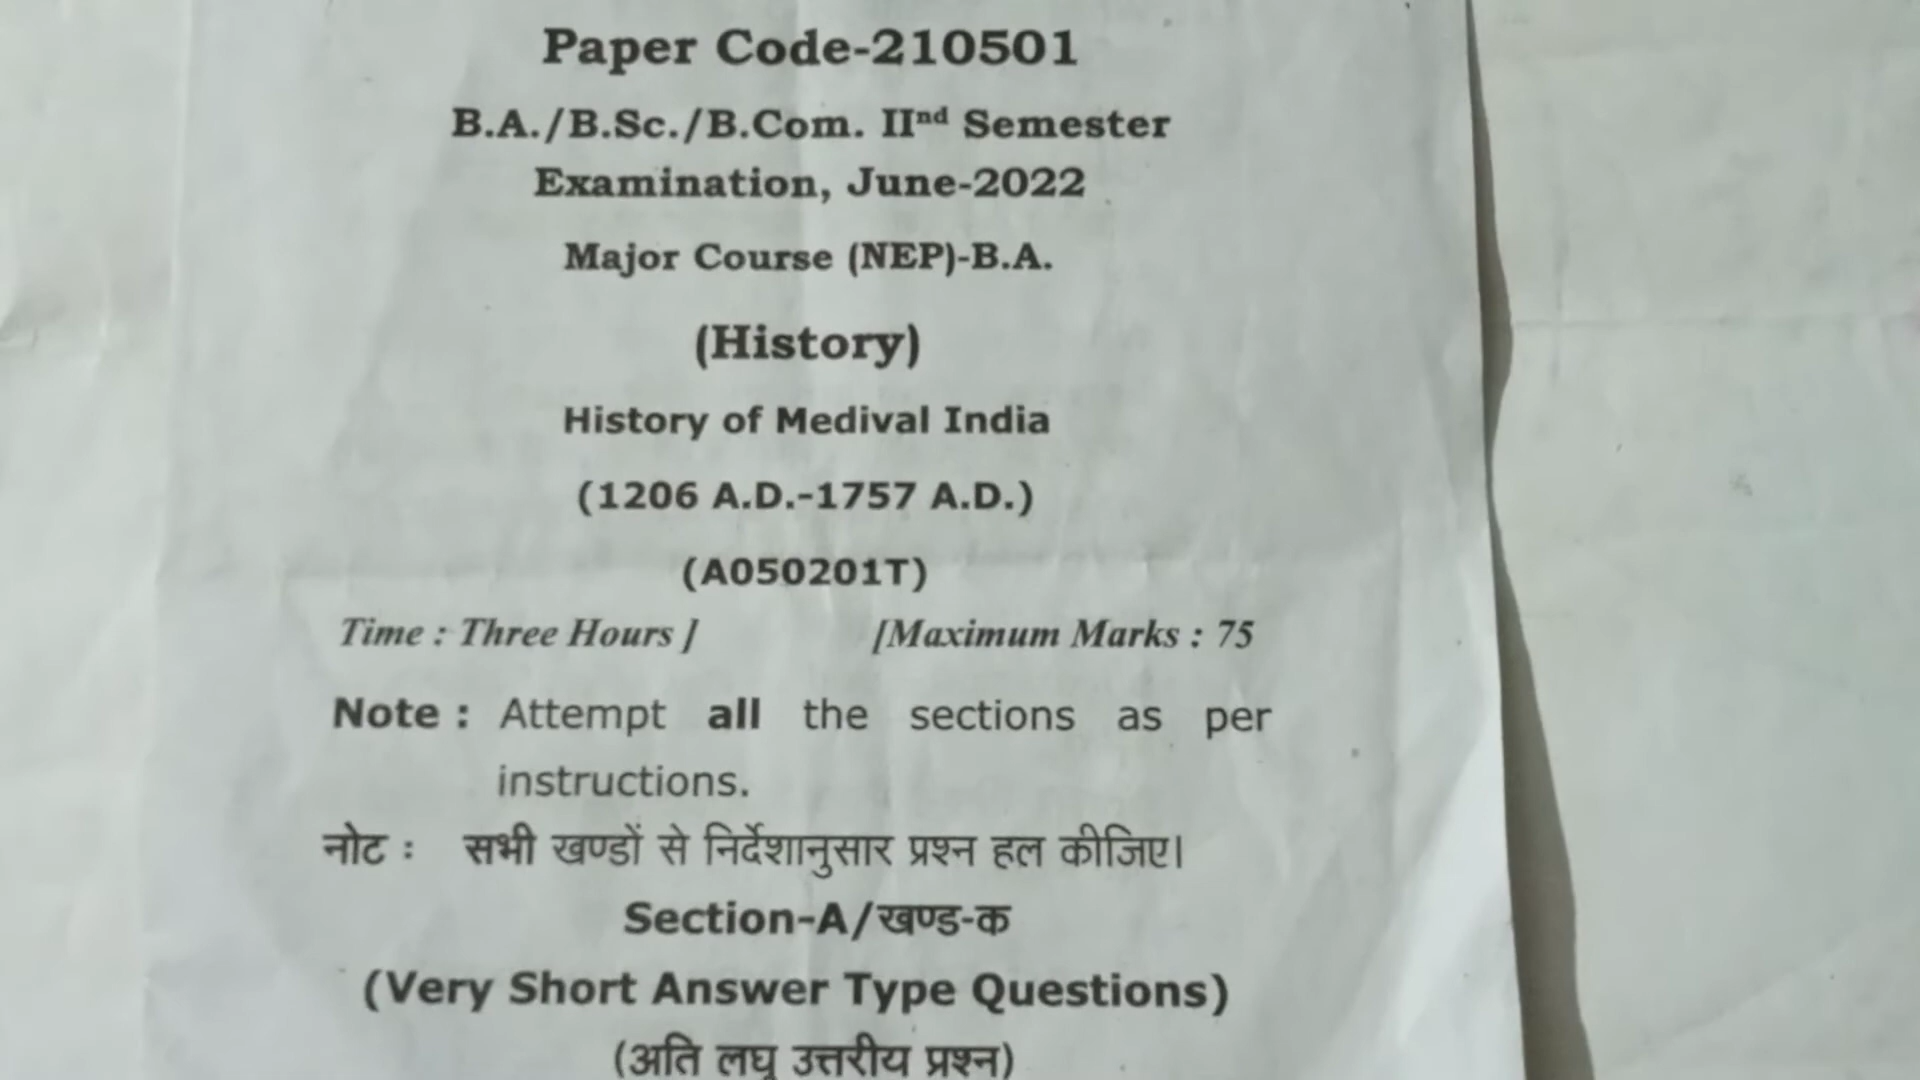 Paper Code-210501
B.A./B.Sc./B.Com. IInd Semester
Examination, June-2022
Major Course (NEP)-B.A.
(History)
History of Medival India
(1206 A.D.-1757 A.D.)
(A050201T)
Time : Three Hours ] [Maximum Marks : 75
Note : Attempt all the sections as per
instructions.
नोट : सभी खण्डों से निर्देशानुसार प्रश्न हल कीजिए।
Section-A/खण्ड-क
(Very Short Answer Type Questions)
(अति लघु उत्तरीय प्रश्न)